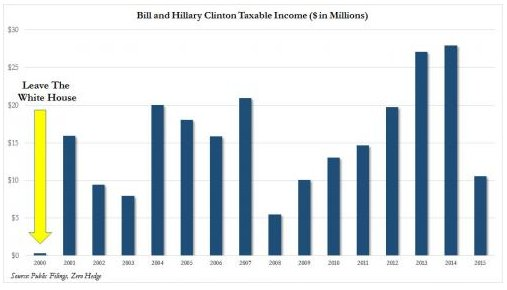 Bill and Hillary Clinton Taxable Income ($ in Millions)
$30
$25
Leave The
White House
$20
$15
$10
$5
$0
2000 2001 2002 2003 2004 2005 2006 2007 2008 2009 2010 2011 2012 2013 2014 2015
Source: Public Filings, Zero Hedge